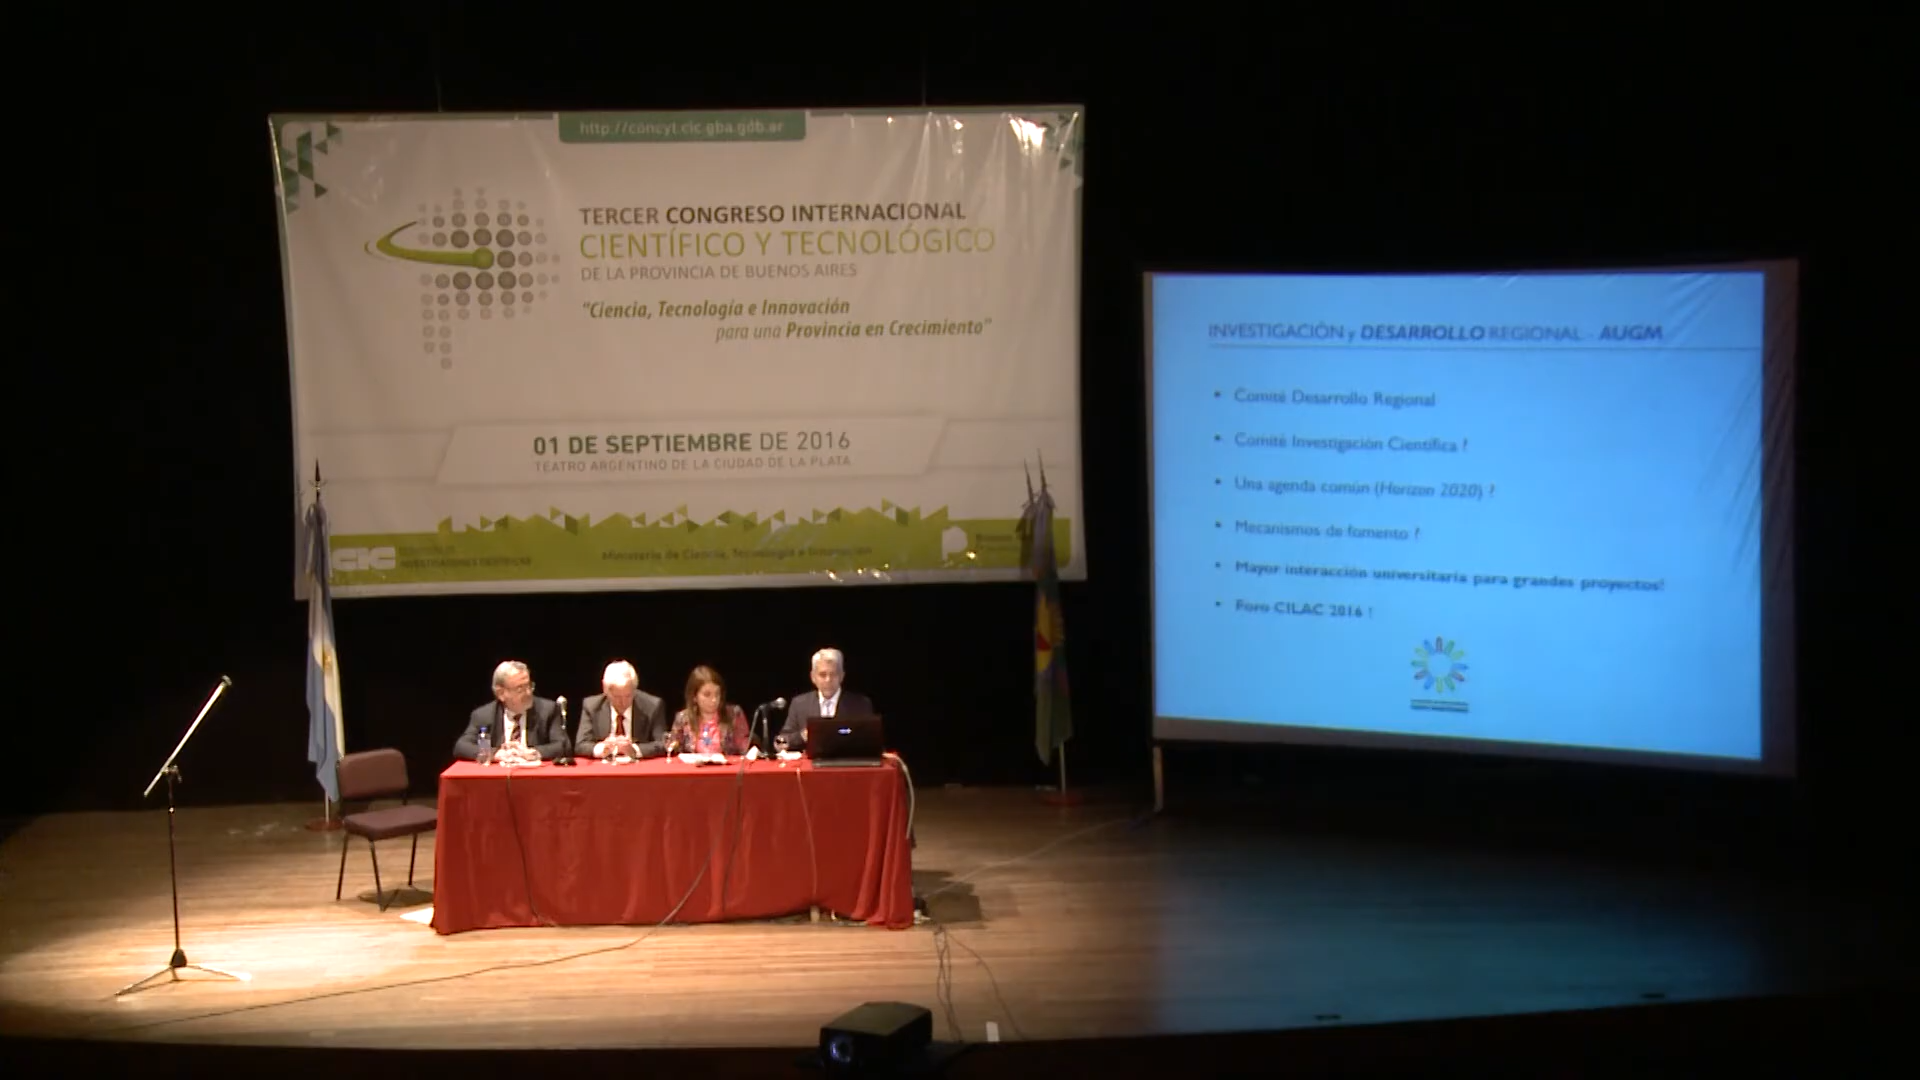 http://concyt.cic.gba.gob.ar
TERCER CONGRESO INTERNACIONAL
CIENTÍFICO Y TECNOLÓGICO
DE LA PROVINCIA DE BUENOS AIRES
"Ciencia, Tecnología e Innovación
para una Provincia en Crecimiento"
01 DE SEPTIEMBRE DE 2016
TEATRO ARGENTINO DE LA CIUDAD DE LA PLATA
CIC
INVESTIGACIONES CIENTÍFICAS
Ministerio de Ciencia, Tecnología e Innovación
INVESTIGACIÓN y DESARROLLO REGIONAL - AUGM
• Comité Desarrollo Regional
• Comité Investigación Científica ?
• Una agenda común (Horizon 2020) ?
• Mecanismos de fomento ?
• Mayor interacción universitaria para grandes proyectos!
• Foro CILAC 2016 !